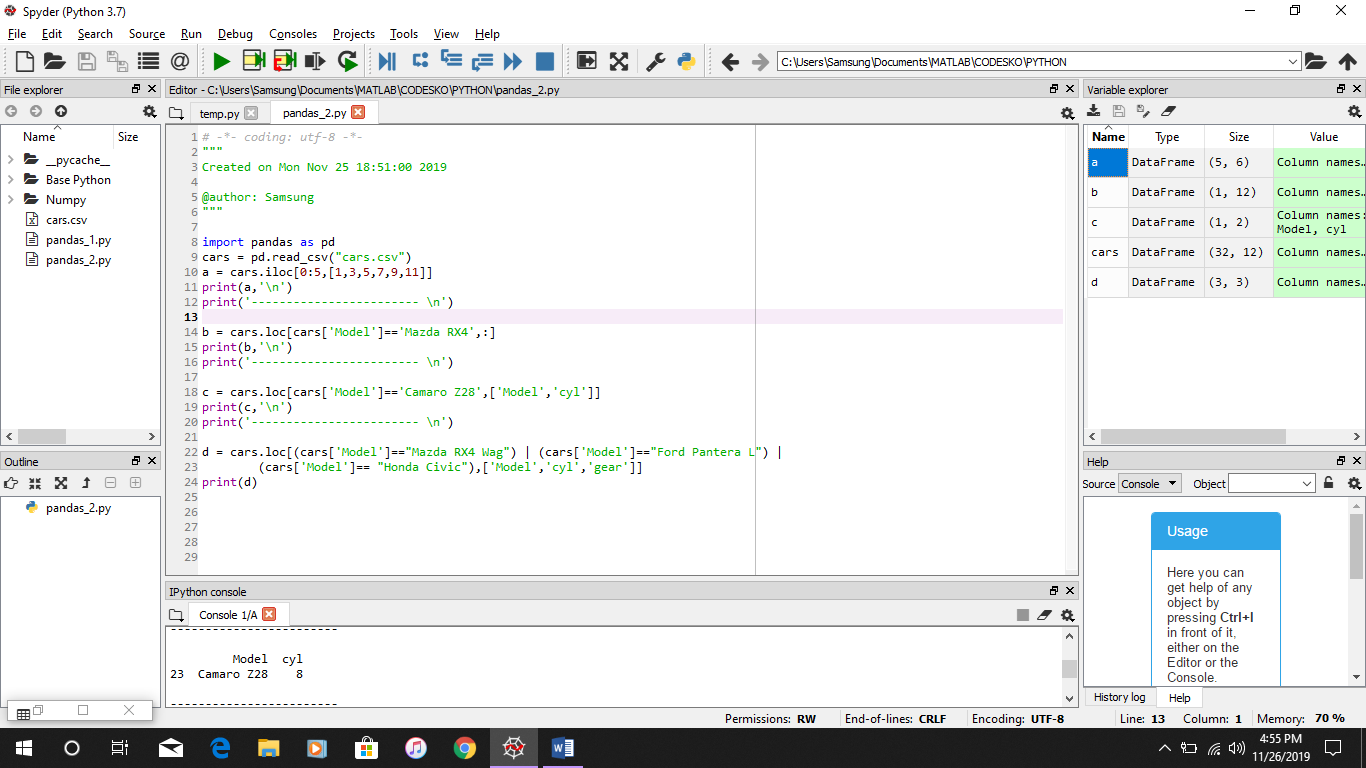 Spyder (Python 3.7)
File Edit Search Source Run Debug Consoles Projects Tools View Help
C:\Users\Samsung\Documents\MATLAB\CODESKO\PYTHON
File explorer
Name Size
__pycache__
Base Python
Numpy
cars.csv
pandas_1.py
pandas_2.py
Outline
pandas_2.py
Editor - C:\Users\Samsung\Documents\MATLAB\CODESKO\PYTHON\pandas_2.py
temp.py pandas_2.py
1 # -*- coding: utf-8 -*-
2 """
3 Created on Mon Nov 25 18:51:00 2019
4
5 @author: Samsung
6 """
7
8 import pandas as pd
9 cars = pd.read_csv("cars.csv")
10 a = cars.iloc[0:5,[1,3,5,7,9,11]]
11 print(a,'\n')
12 print('------------------------ \n')
13
14 b = cars.loc[cars['Model']=='Mazda RX4',:]
15 print(b,'\n')
16 print('------------------------ \n')
17
18 c = cars.loc[cars['Model']=='Camaro Z28',['Model','cyl']]
19 print(c,'\n')
20 print('------------------------ \n')
21
22 d = cars.loc[(cars['Model']=="Mazda RX4 Wag") | (cars['Model']=="Ford Pantera L") |
23         (cars['Model']== "Honda Civic"),['Model','cyl','gear']]
24 print(d)
25
26
27
28
29
IPython console
Console 1/A
------------------------
Model cyl
23 Camaro Z28 8
------------------------
Variable explorer
Name Type Size Value
a DataFrame (5, 6) Column names…
b DataFrame (1, 12) Column names…
c DataFrame (1, 2) Column names:
Model, cyl
cars DataFrame (32, 12) Column names…
d DataFrame (3, 3) Column names…
Help
Source Console Object
Usage
Here you can
get help of any
object by
pressing Ctrl+I
in front of it,
either on the
Editor or the
Console.
History log Help
Permissions: RW End-of-lines: CRLF Encoding: UTF-8 Line: 13 Column: 1 Memory: 70 %
4:55 PM
11/26/2019